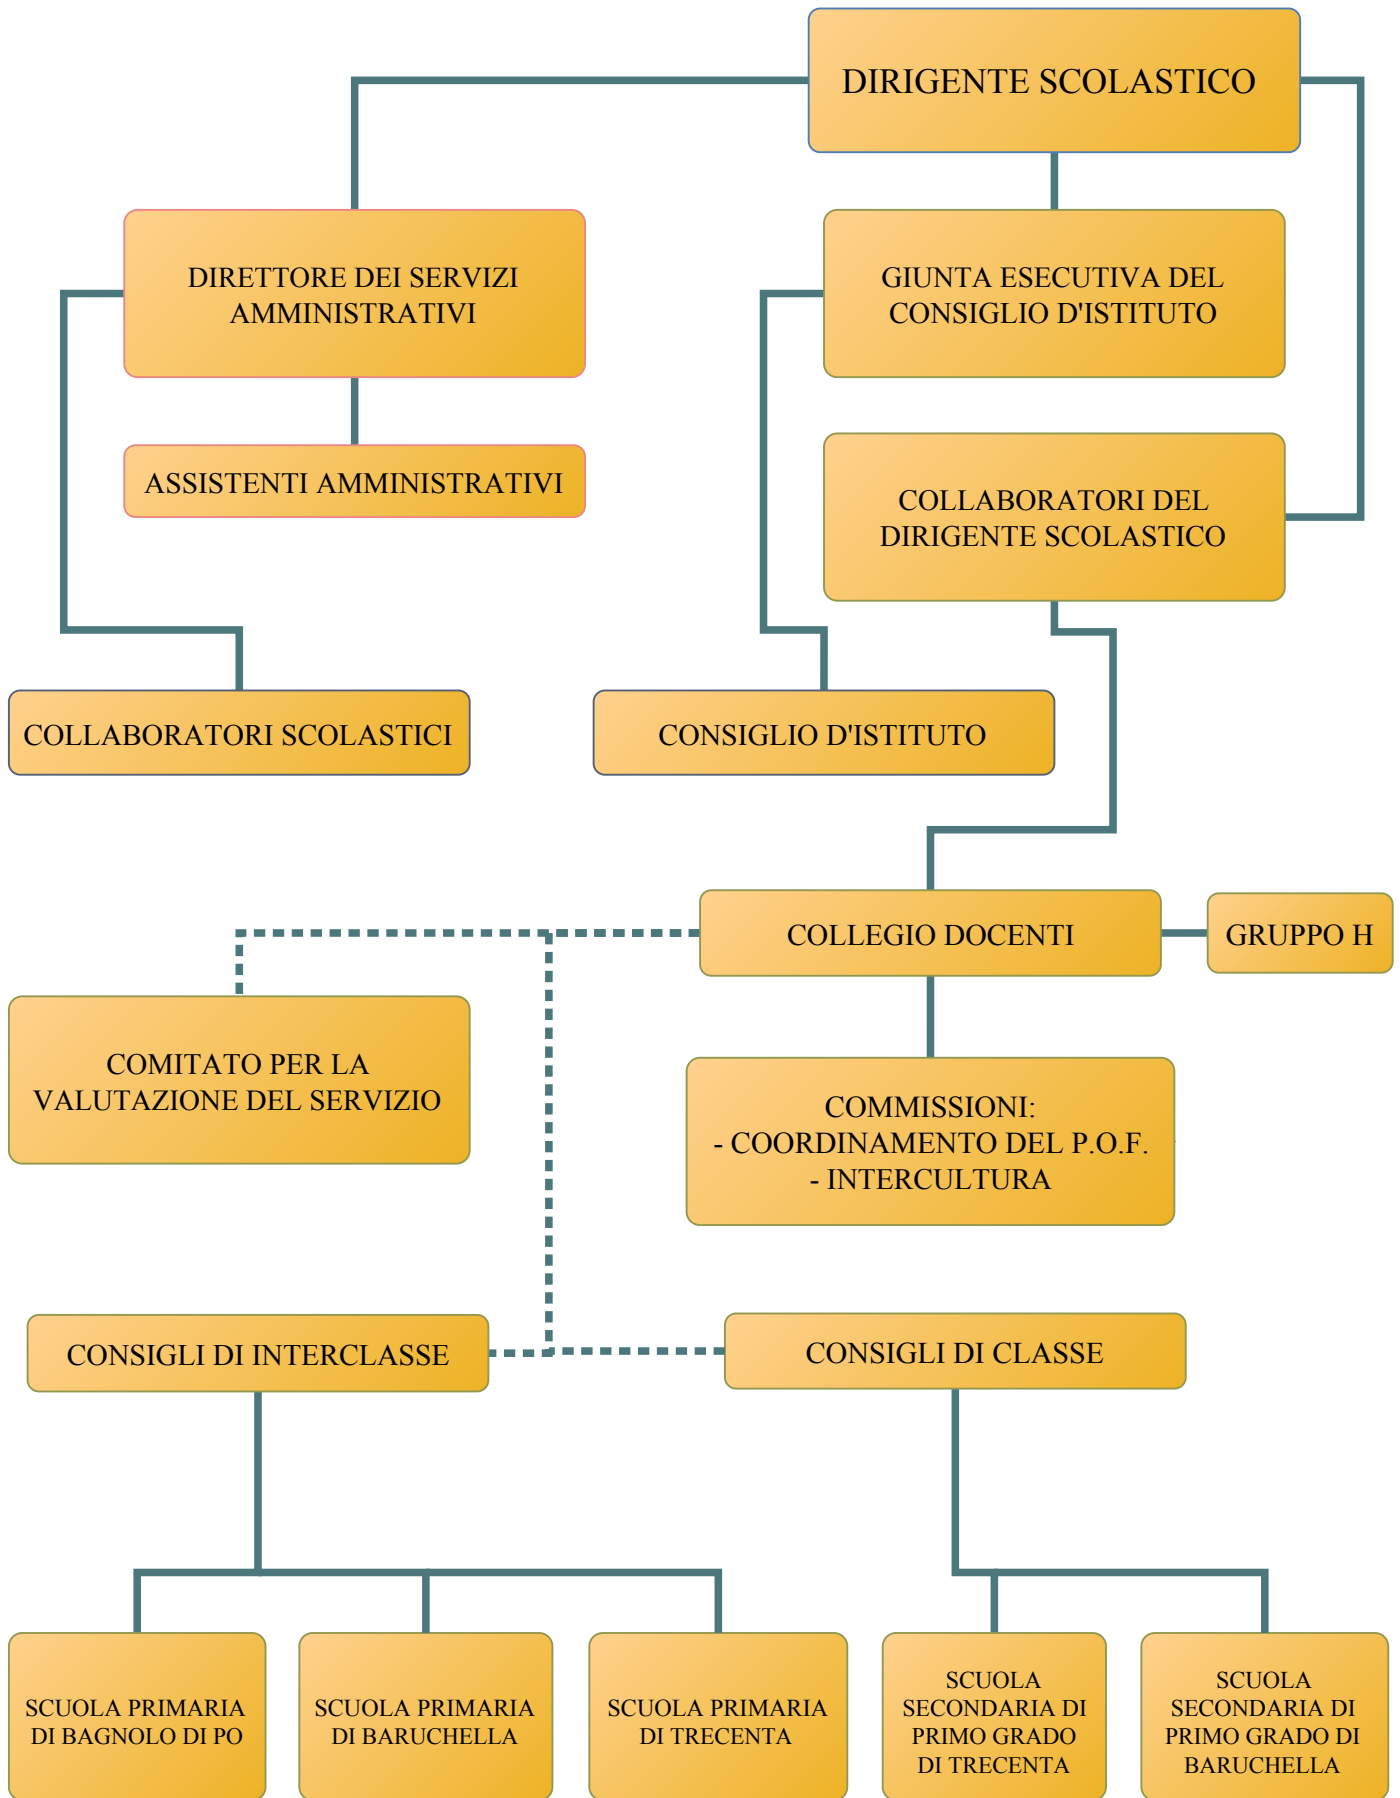 DIRIGENTE SCOLASTICO
DIRETTORE DEI SERVIZI
AMMINISTRATIVI
GIUNTA ESECUTIVA DEL
CONSIGLIO D'ISTITUTO
ASSISTENTI AMMINISTRATIVI
COLLABORATORI DEL
DIRIGENTE SCOLASTICO
COLLABORATORI SCOLASTICI
CONSIGLIO D'ISTITUTO
COLLEGIO DOCENTI
GRUPPO H
COMITATO PER LA
VALUTAZIONE DEL SERVIZIO
COMMISSIONI:
- COORDINAMENTO DEL P.O.F.
- INTERCULTURA
CONSIGLI DI INTERCLASSE
CONSIGLI DI CLASSE
SCUOLA PRIMARIA
DI BAGNOLO DI PO
SCUOLA PRIMARIA
DI BARUCHELLA
SCUOLA PRIMARIA
DI TRECENTA
SCUOLA
SECONDARIA DI
PRIMO GRADO
DI TRECENTA
SCUOLA
SECONDARIA DI
PRIMO GRADO DI
BARUCHELLA